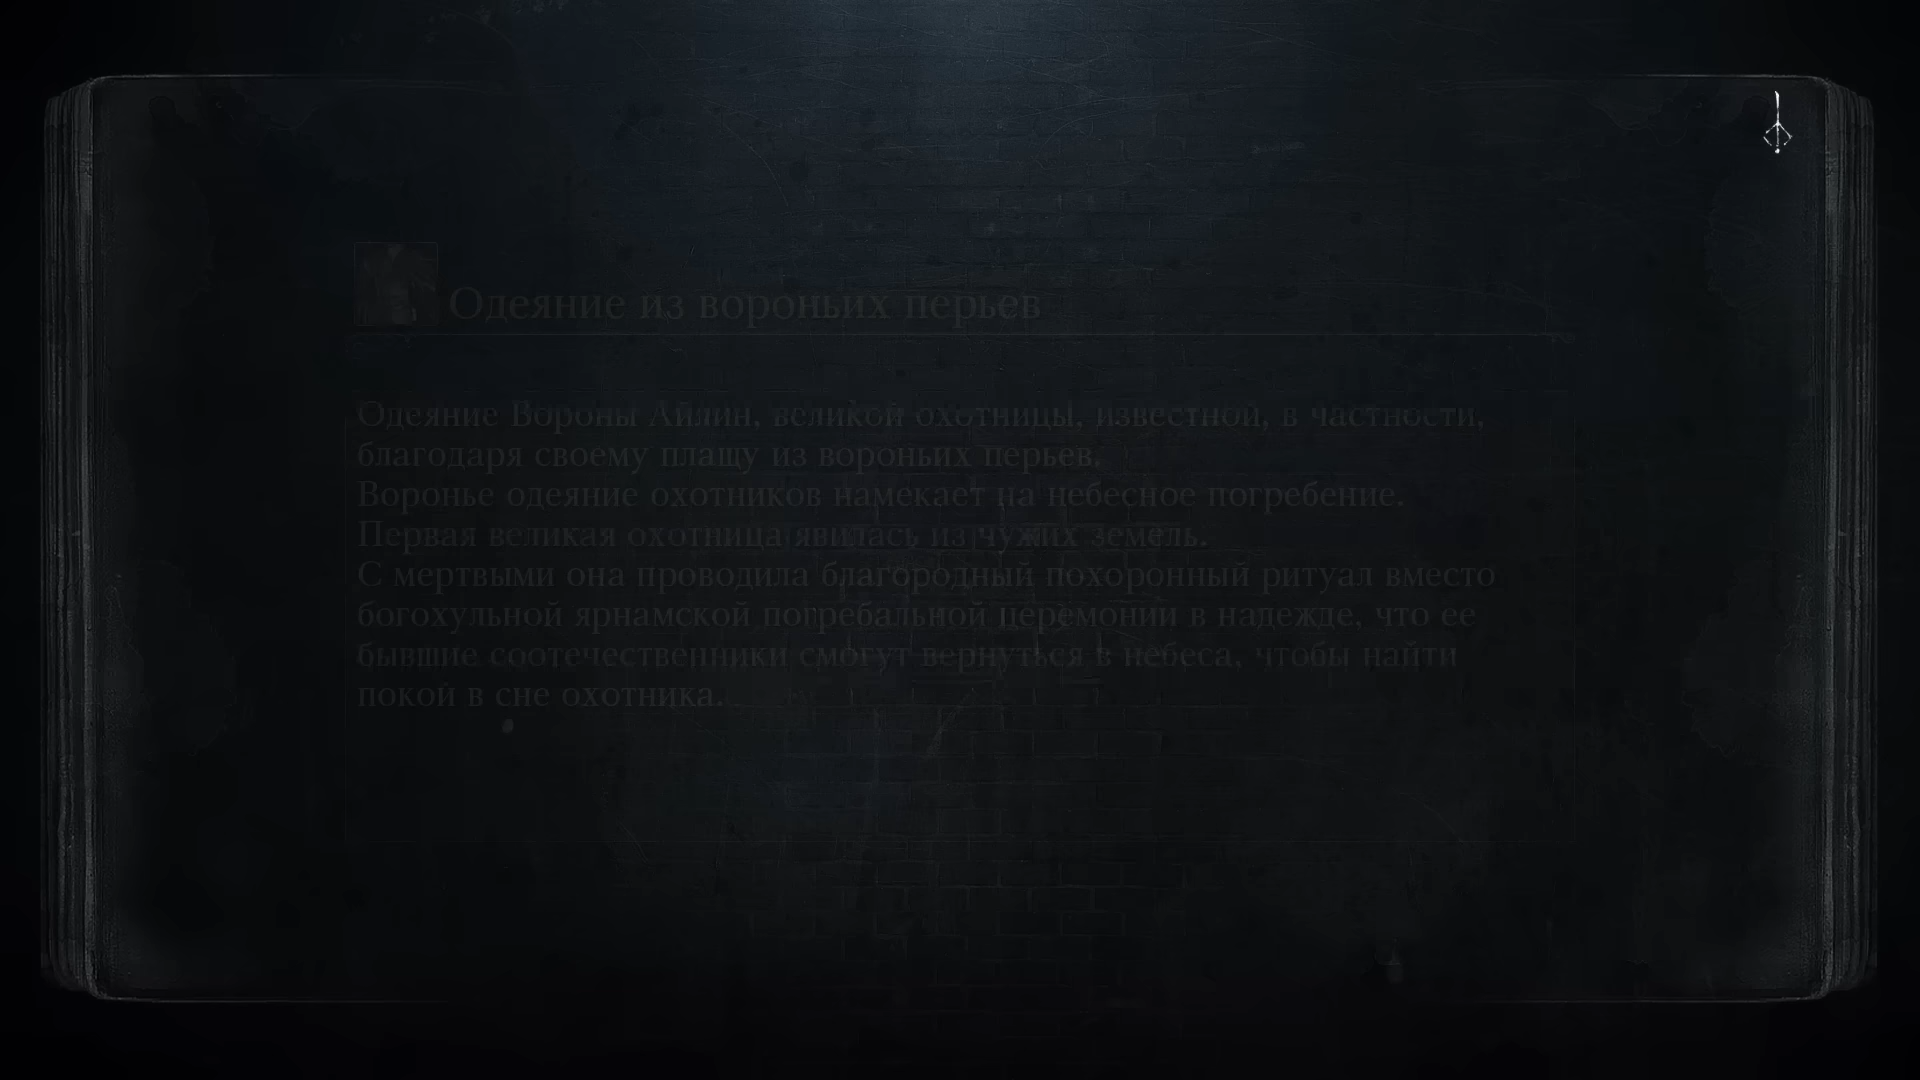 Одеяние из вороньих перьев
Одеяние Вороны Айлин, великой охотницы, известной, в частности,
благодаря своему плащу из вороньих перьев.
Воронье одеяние охотников намекает на небесное погребение.
Первая великая охотница явилась из чужих земель.
С мертвыми она проводила благородный похоронный ритуал вместо
богохульной ярнамской погребальной церемонии в надежде, что ее
бывшие соотечественники смогут вернуться в небеса, чтобы найти
покой в сне охотника.